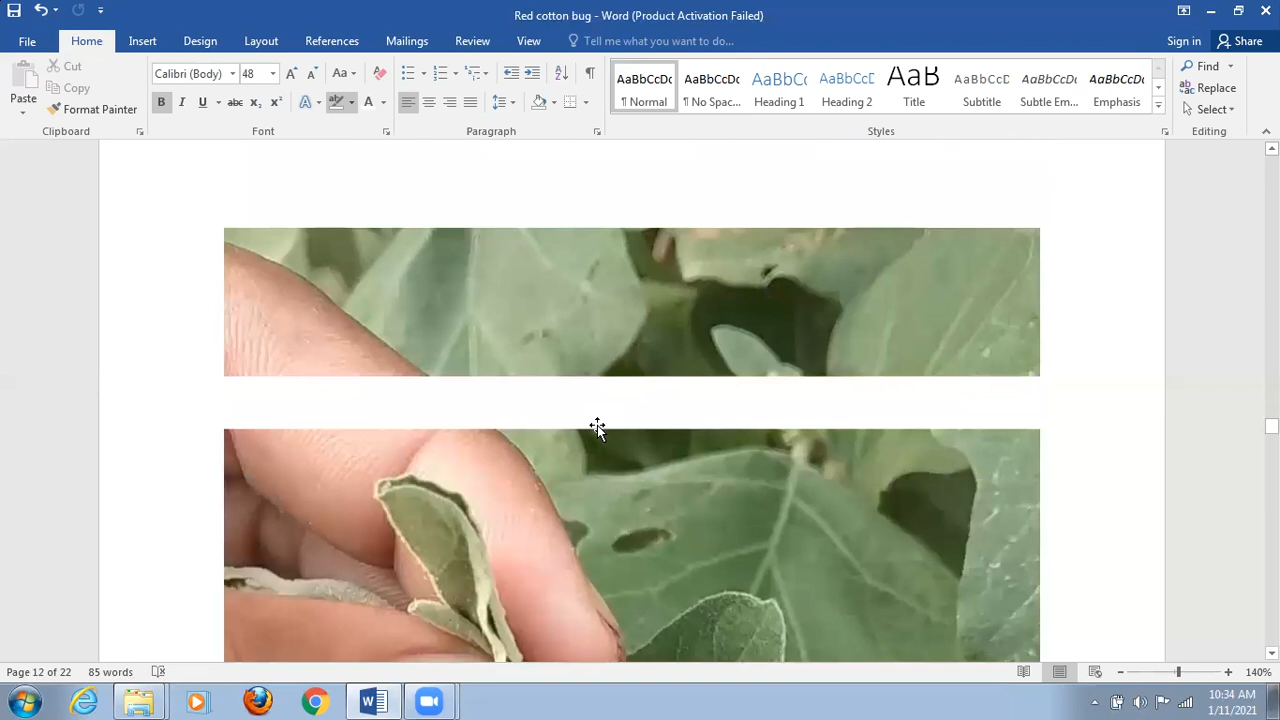 Red cotton bug - Word (Product Activation Failed)
File Home Insert Design Layout References Mailings Review View Tell me what you want to do... Sign in Share
Paste
Cut
Copy
Format Painter
Clipboard
Calibri (Body) 48
Font
Paragraph
AaBbCcDc AaBbCcDc AaBbCc AaBbCcD AaB AaBbCcD AaBbCcDc AaBbCcDc
¶ Normal ¶ No Spac... Heading 1 Heading 2 Title Subtitle Subtle Em... Emphasis
Styles
Find
Replace
Select
Editing
Page 12 of 22 85 words 140%
10:34 AM
1/11/2021